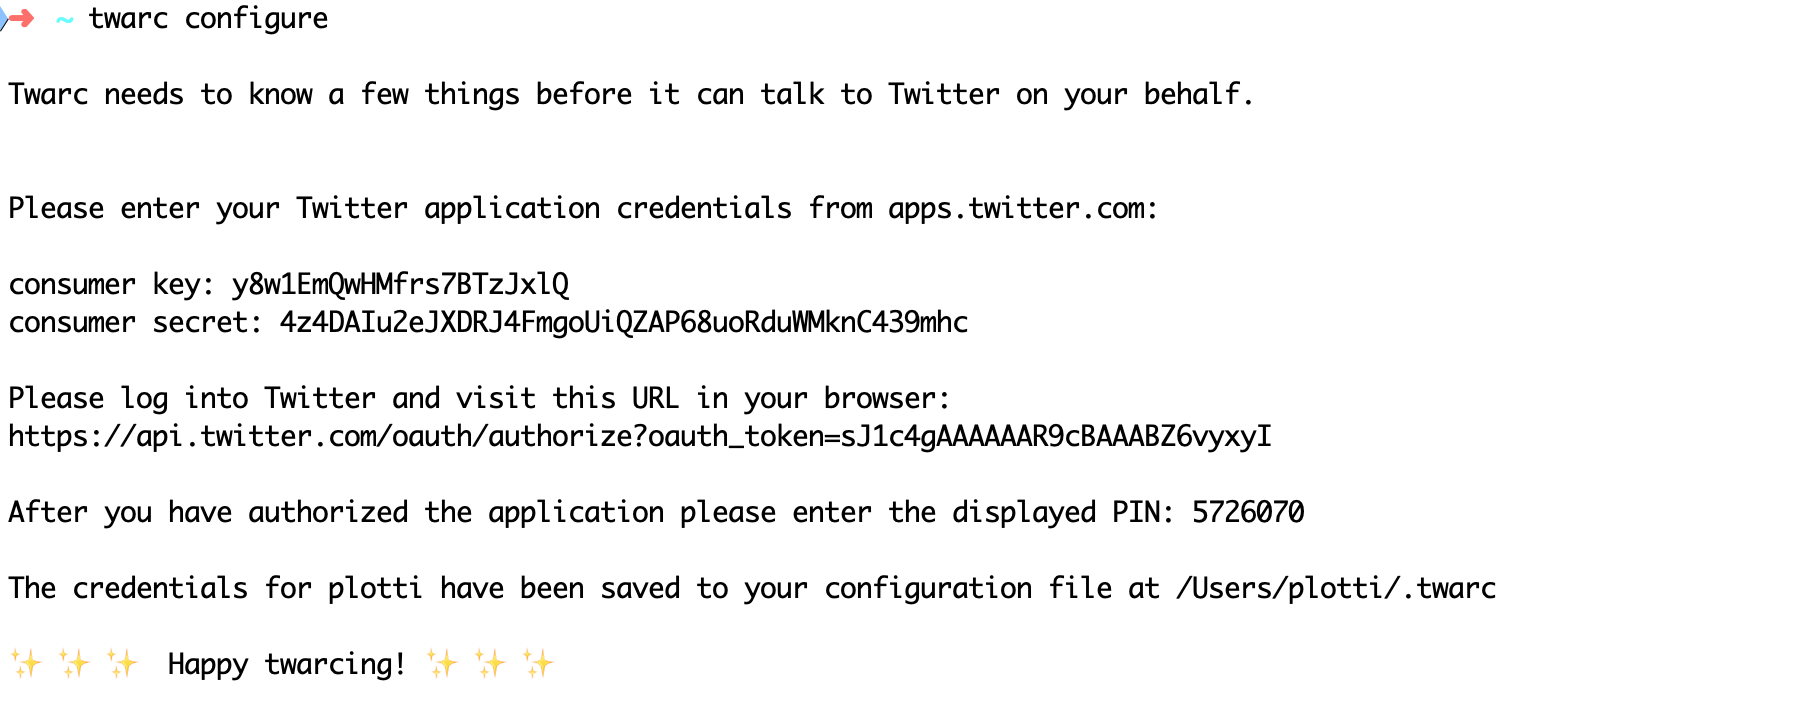 ➜ ~ twarc configure
Twarc needs to know a few things before it can talk to Twitter on your behalf.
Please enter your Twitter application credentials from apps.twitter.com:
consumer key: y8w1EmQwHMfrs7BTzJxlQ
consumer secret: 4z4DAIu2eJXDRJ4FmgoUiQZAP68uoRduWMknC439mhc
Please log into Twitter and visit this URL in your browser:
https://api.twitter.com/oauth/authorize?oauth_token=sJ1c4gAAAAAAR9cBAAABZ6vyxyI
After you have authorized the application please enter the displayed PIN: 5726070
The credentials for plotti have been saved to your configuration file at /Users/plotti/.twarc
✨ ✨ ✨ Happy twarcing! ✨ ✨ ✨